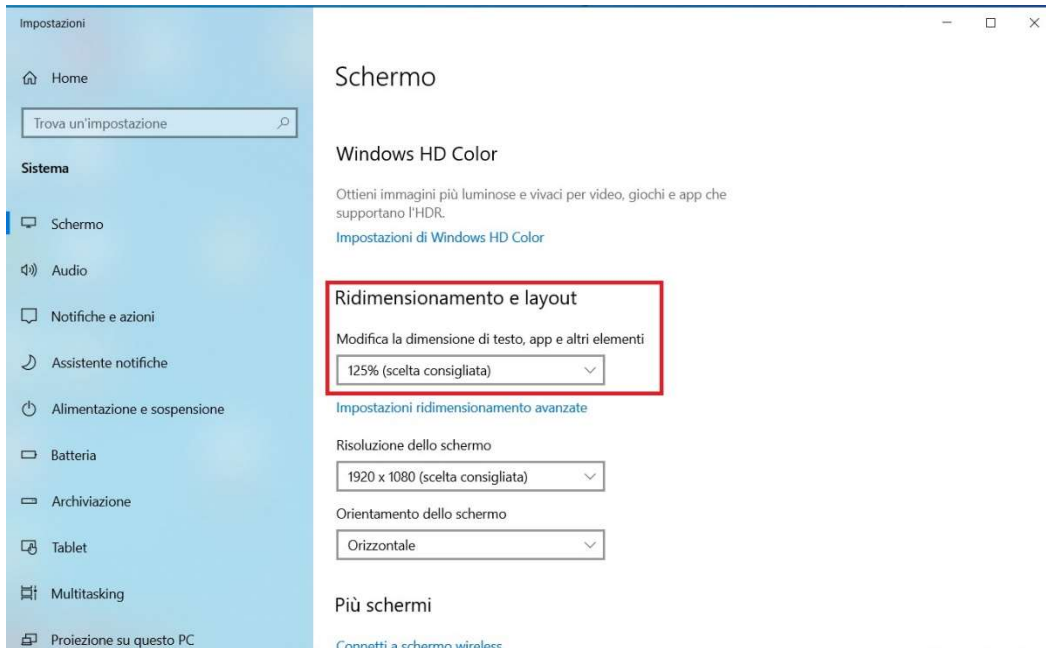 Impostazioni
Home
Trova un'impostazione
Sistema
Schermo
Audio
Notifiche e azioni
Assistente notifiche
Alimentazione e sospensione
Batteria
Archiviazione
Tablet
Multitasking
Proiezione su questo PC
Schermo
Windows HD Color
Ottieni immagini più luminose e vivaci per video, giochi e app che
supportano l'HDR.
Impostazioni di Windows HD Color
Ridimensionamento e layout
Modifica la dimensione di testo, app e altri elementi
125% (scelta consigliata)
Impostazioni ridimensionamento avanzate
Risoluzione dello schermo
1920 x 1080 (scelta consigliata)
Orientamento dello schermo
Orizzontale
Più schermi
Connetti a schermo wireless